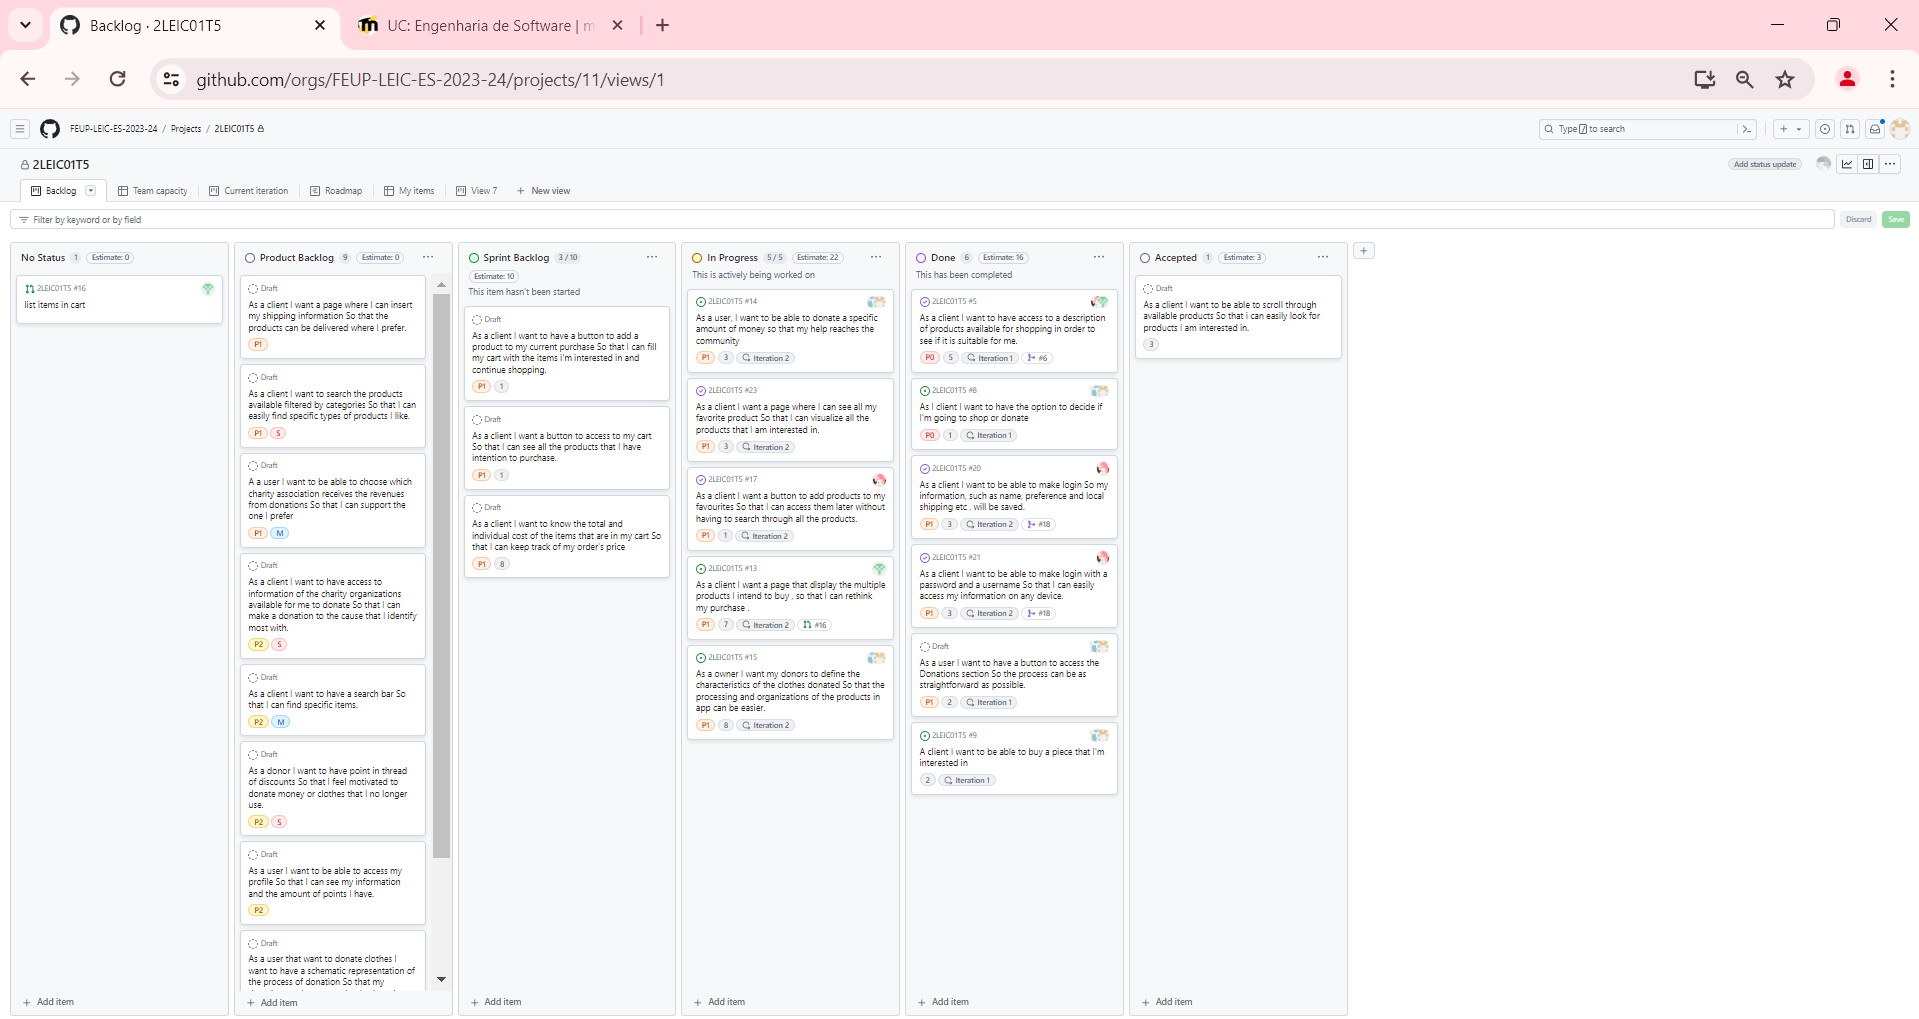 Backlog · 2LEIC01T5
UC: Engenharia de Software | m
github.com/orgs/FEUP-LEIC-ES-2023-24/projects/11/views/1
FEUP-LEIC-ES-2023-24 / Projects / 2LEIC01T5
Type / to search
2LEIC01T5
Add status update
Backlog
Team capacity
Current iteration
Roadmap
My items
View 7
New view
Filter by keyword or by field
Discard
Save
No Status 1 Estimate: 0
2LEIC01T5 #16
list items in cart
Add item
Product Backlog 9 Estimate: 0
Draft
As a client I want a page where I can insert
my shipping information So that the
products can be delivered where I prefer.
P1
Draft
As a client I want to search the products
available filtered by categories So that I can
easily find specific types of products I like.
P1 S
Draft
A a user I want to be able to choose which
charity association receives the revenues
from donations So that I can support the
one I prefer
P1 M
Draft
As a client I want to have access to
information of the charity organizations
available for me to donate So that I can
make a donation to the cause that I identify
most with.
P2 S
Draft
As a client I want to have a search bar So
that I can find specific items.
P2 M
Draft
As a donor I want to have point in thread
of discounts So that I feel motivated to
donate money or clothes that I no longer
use.
P2 S
Draft
As a user I want to be able to access my
profile So that I can see my information
and the amount of points I have.
P2
Draft
As a user that want to donate clothes I
want to have a schematic representation of
the process of donation So that my
Add item
Sprint Backlog 3 / 10
Estimate: 10
This item hasn't been started
Draft
As a client I want to have a button to add a
product to my current purchase So that I can fill
my cart with the items i'm interested in and
continue shopping.
P1 1
Draft
As a client I want a button to access to my cart
So that I can see all the products that I have
intention to purchase.
P1 1
Draft
As a client I want to know the total and
individual cost of the items that are in my cart So
that I can keep track of my order's price
P1 8
Add item
In Progress 5 / 5 Estimate: 22
This is actively being worked on
2LEIC01T5 #14
As a user, I want to be able to donate a specific
amount of money so that my help reaches the
community
P1 3 Iteration 2
2LEIC01T5 #23
As a client I want a page where I can see all my
favorite product So that I can visualize all the
products that I am interested in.
P1 3 Iteration 2
2LEIC01T5 #17
As a client I want a button to add products to my
favourites So that I can access them later without
having to search through all the products.
P1 1 Iteration 2
2LEIC01T5 #13
As a client I want a page that display the multiple
products I intend to buy , so that I can rethink
my purchase .
P1 7 Iteration 2 #16
2LEIC01T5 #15
As a owner I want my donors to define the
characteristics of the clothes donated So that the
processing and organizations of the products in
app can be easier.
P1 8 Iteration 2
Add item
Done 6 Estimate: 16
This has been completed
2LEIC01T5 #5
As a client I want to have access to a description
of products available for shopping in order to
see if it is suitable for me.
P0 5 Iteration 1 #6
2LEIC01T5 #8
As I client I want to have the option to decide if
I'm going to shop or donate
P0 1 Iteration 1
2LEIC01T5 #20
As a client I want to be able to make login So my
information, such as name, preference and local
shipping etc , will be saved.
P1 3 Iteration 2 #18
2LEIC01T5 #21
As a client I want to be able to make login with a
password and a username So that I can easily
access my information on any device.
P1 3 Iteration 2 #18
Draft
As a user I want to have a button to access the
Donations section So the process can be as
straightforward as possible.
P1 2 Iteration 1
2LEIC01T5 #9
A client I want to be able to buy a piece that I'm
interested in
2 Iteration 1
Add item
Accepted 1 Estimate: 3
Draft
As a client I want to be able to scroll through
available products So that i can easily look for
products I am interested in.
3
Add item